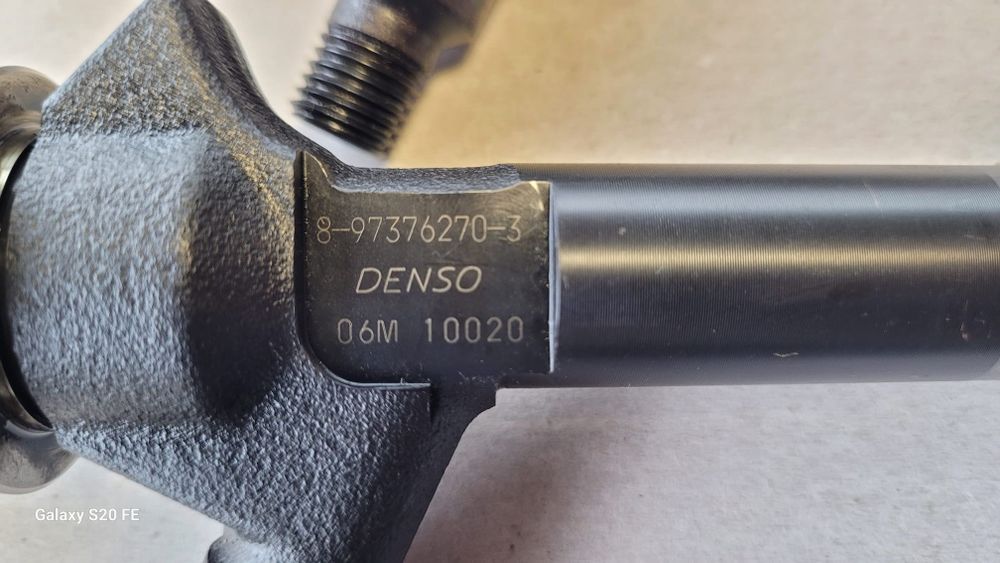 8-97376270-3
DENSO
06M 10020
Galaxy S20 FE